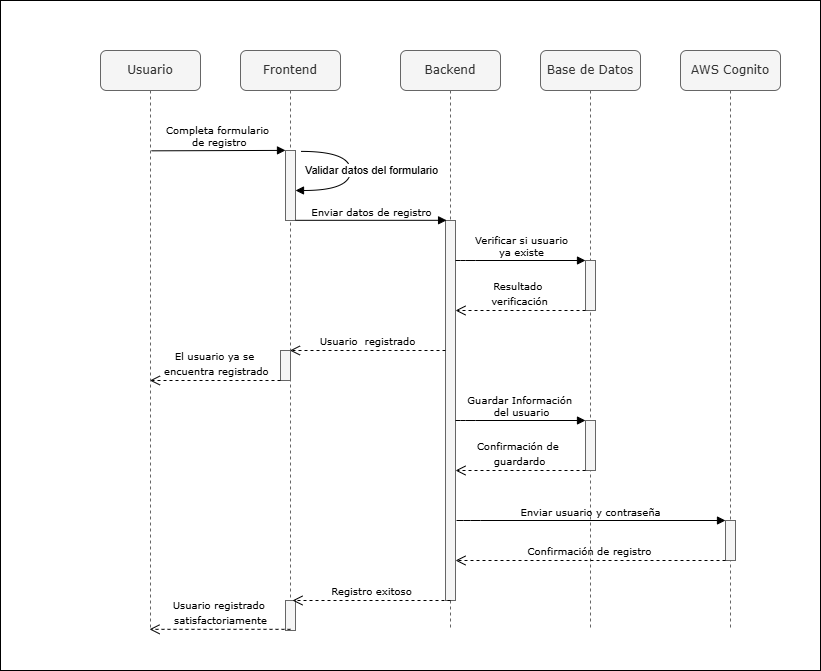 Usuario
Frontend
Backend
Base de Datos
AWS Cognito
Completa formulario
de registro
Validar datos del formulario
Enviar datos de registro
Verificar si usuario
ya existe
Resultado
verificación
Usuario registrado
El usuario ya se
encuentra registrado
Guardar Información
del usuario
Confirmación de
guardardo
Enviar usuario y contraseña
Confirmación de registro
Registro exitoso
Usuario registrado
satisfactoriamente